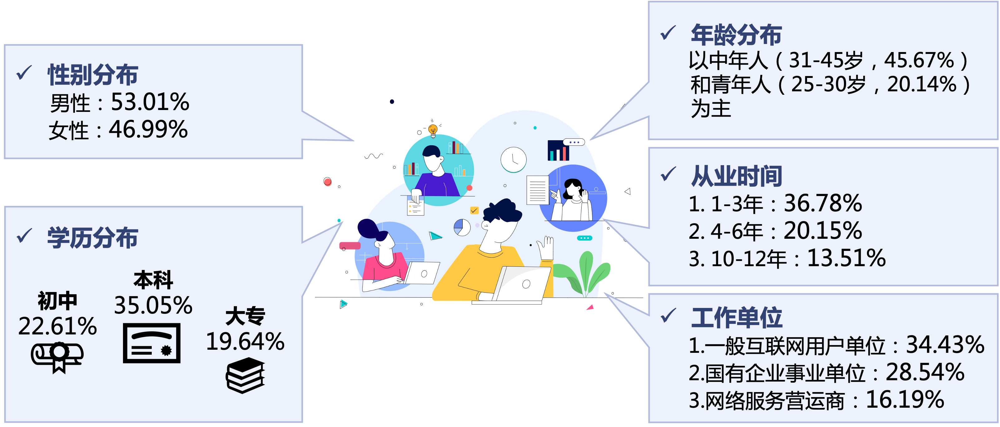 性别分布
男性：53.01%
女性：46.99%
学历分布
初中
22.61%
本科
35.05%
大专
19.64%
年龄分布
以中年人（31-45岁，45.67%）
和青年人（25-30岁，20.14%）
为主
从业时间
1. 1-3年：36.78%
2. 4-6年：20.15%
3. 10-12年：13.51%
工作单位
1.一般互联网用户单位：34.43%
2.国有企业事业单位：28.54%
3.网络服务营运商：16.19%